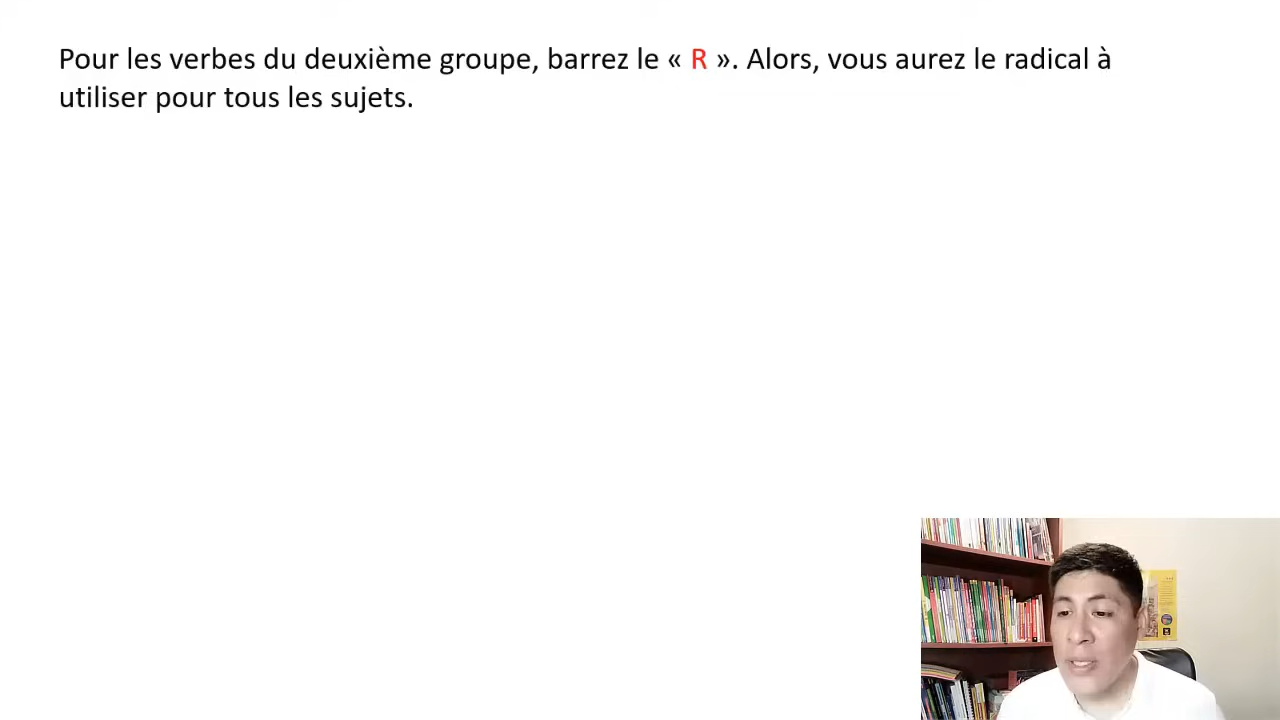 Pour les verbes du deuxième groupe, barrez le « R ». Alors, vous aurez le radical à
utiliser pour tous les sujets.